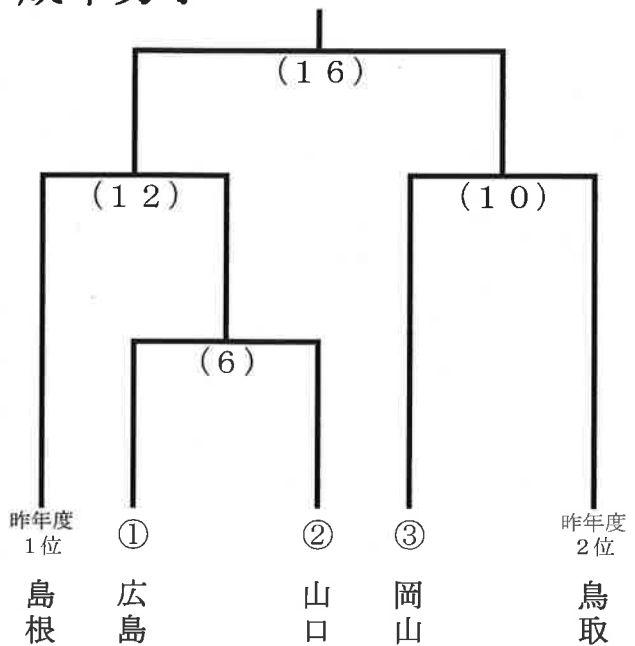 (16)
(12)
(10)
(6)
昨年度
1位
①
②
③
昨年度
2位
島根
広島
山口
岡山
鳥取